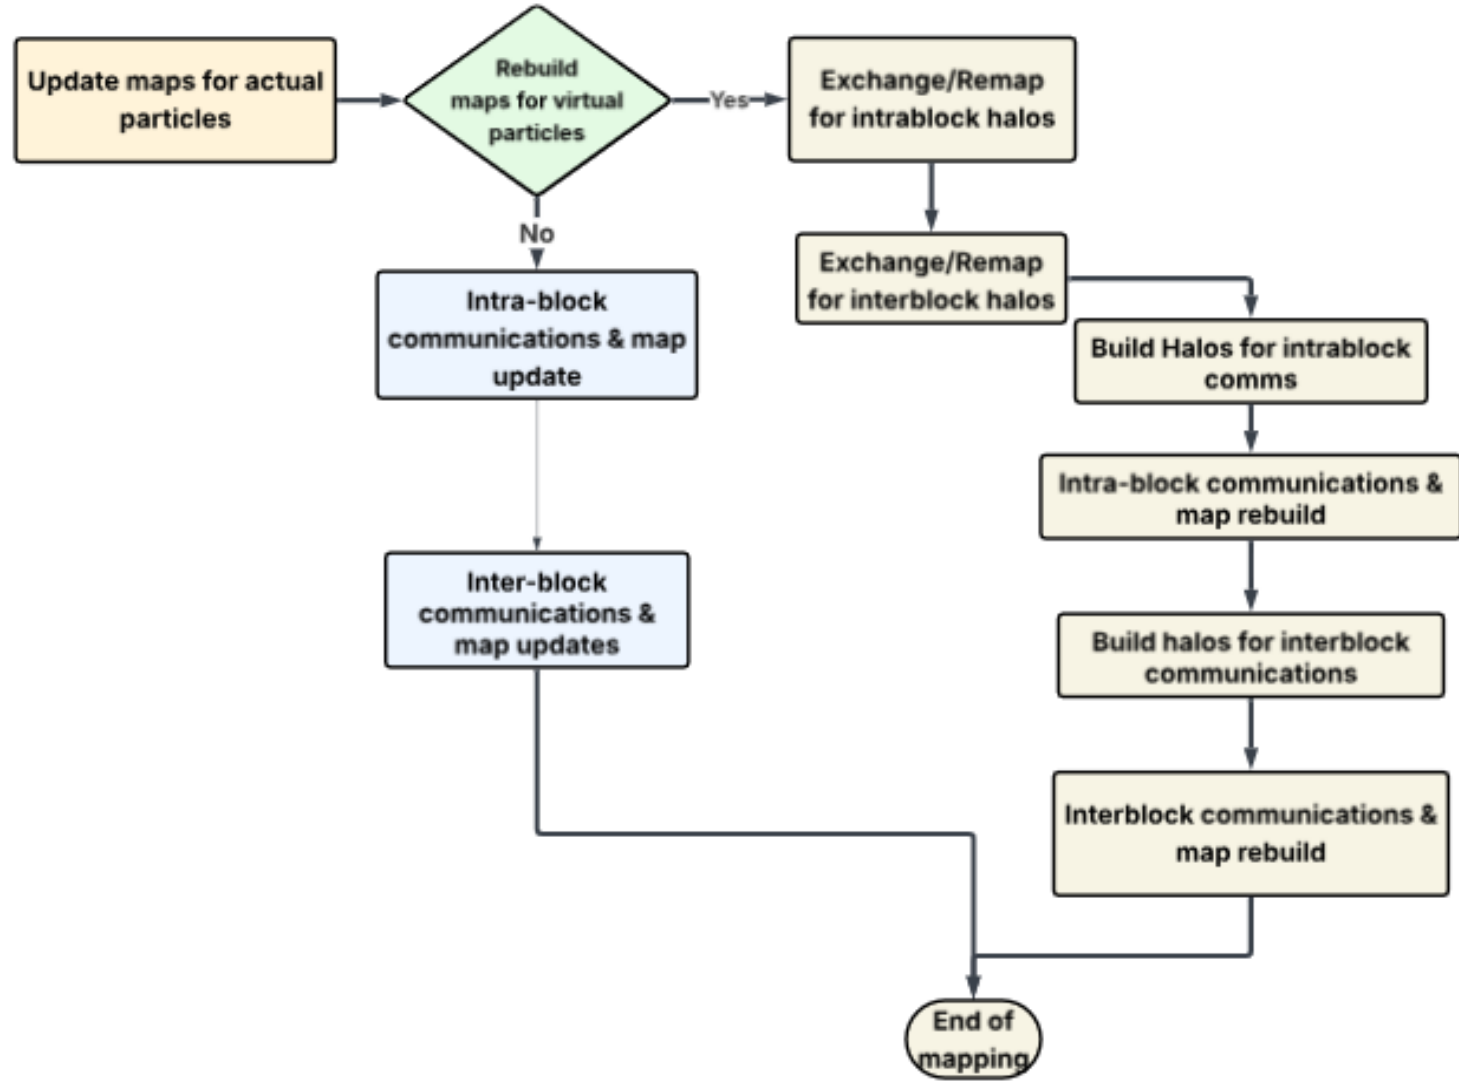 Update maps for actual
particles
Rebuild
maps for virtual
particles
Yes
Exchange/Remap
for intrablock halos
No
Exchange/Remap
for interblock halos
Intra-block
communications & map
update
Build Halos for intrablock
comms
Intra-block communications &
map rebuild
Inter-block
communications &
map updates
Build halos for interblock
communications
Interblock communications &
map rebuild
End of
mapping